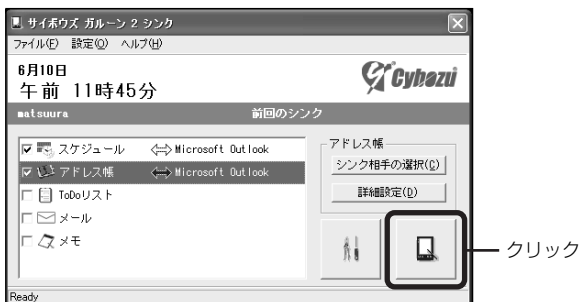 サイボウズ ガルーン 2 シンク
ファイル(F) 設定(O) ヘルプ(H)
6月10日
午前 11時45分
Cybozu
matsuura 前回のシンク
スケジュール Microsoft Outlook
アドレス帳 Microsoft Outlook
ToDoリスト
メール
メモ
アドレス帳
シンク相手の選択(C)
詳細設定(D)
クリック
Ready